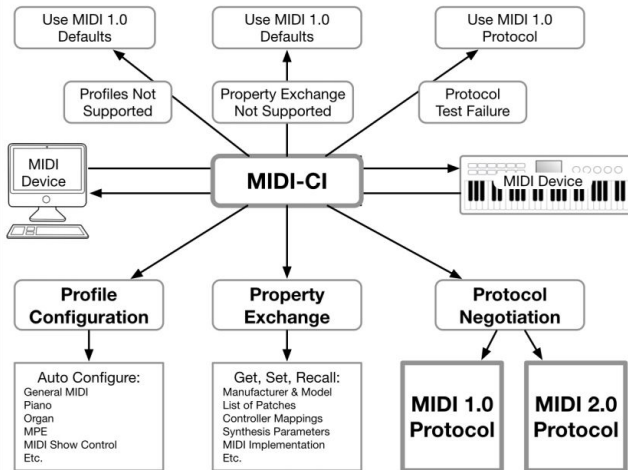 Use MIDI 1.0
Defaults
Use MIDI 1.0
Defaults
Use MIDI 1.0
Protocol
Profiles Not
Supported
Property Exchange
Not Supported
Protocol
Test Failure
MIDI
Device
MIDI-CI
MIDI Device
Profile
Configuration
Property
Exchange
Protocol
Negotiation
Auto Configure:
General MIDI
Piano
Organ
MPE
MIDI Show Control
Etc.
Get, Set, Recall:
Manufacturer & Model
List of Patches
Controller Mappings
Synthesis Parameters
MIDI Implementation
Etc.
MIDI 1.0
Protocol
MIDI 2.0
Protocol